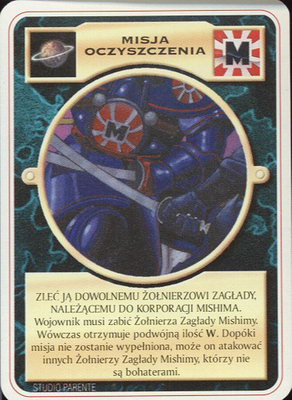 MISJA
OCZYSZCZENIA
M
M
ZLEĆ JĄ DOWOLNEMU ŻOŁNIERZOWI ZAGŁADY,
NALEŻĄCEMU DO KORPORACJI MISHIMA.
Wojownik musi zabić Żołnierza Zagłady Mishimy.
Wówczas otrzymuje podwójną ilość W. Dopóki
misja nie zostanie wypełniona, może on atakować
innych Żołnierzy Zagłady Mishimy, którzy nie
są bohaterami.
STUDIO PARENTE